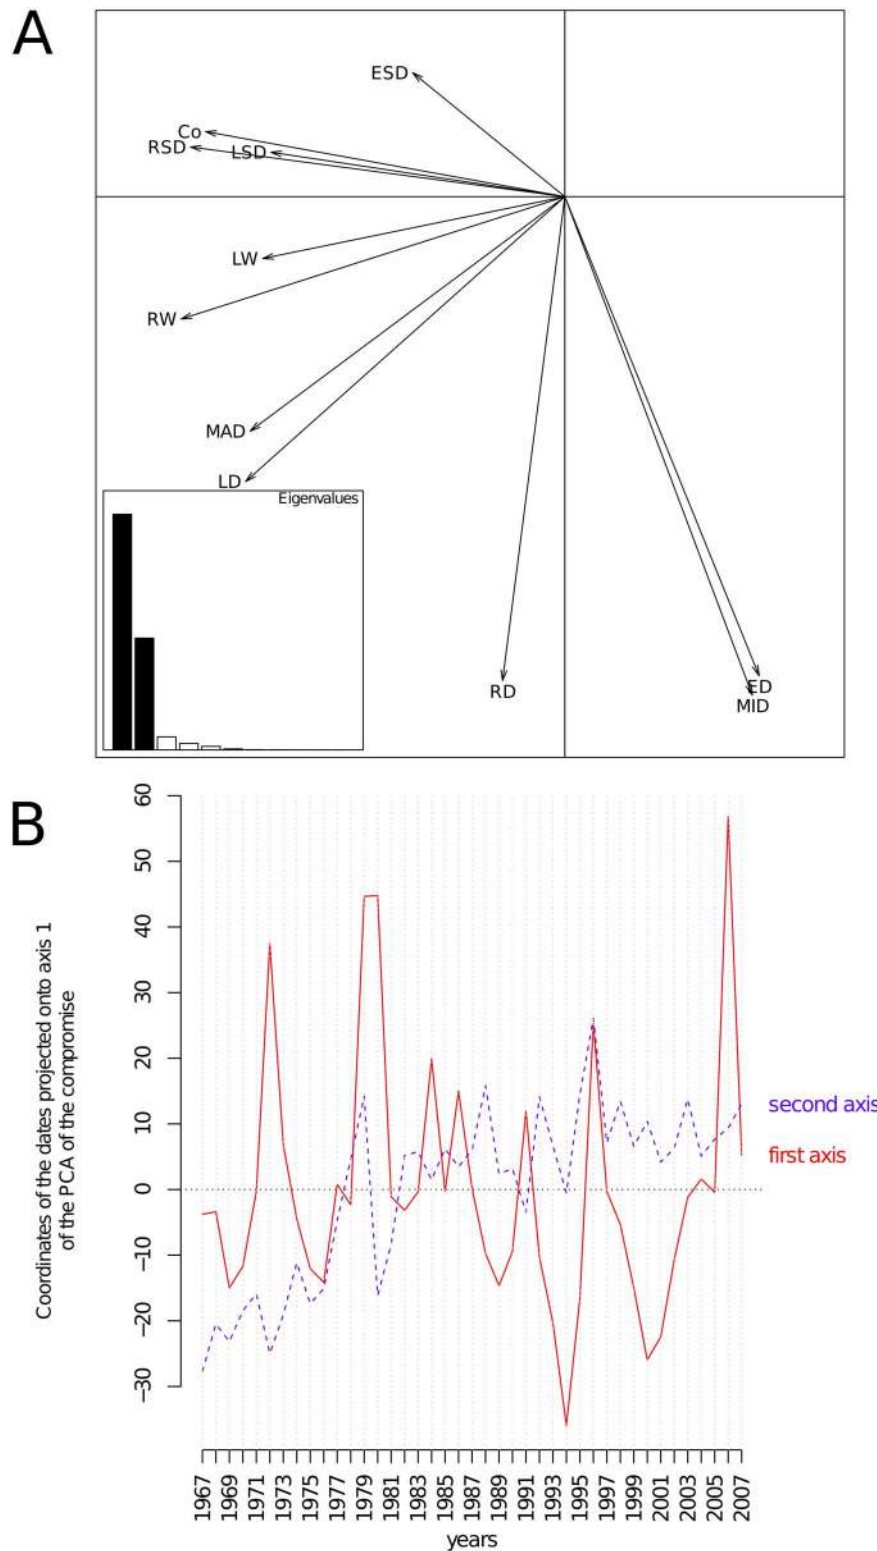 A
ESD
Co
RSD
LSD
LW
RW
MAD
LD
Eigenvalues
RD
ED
MID
B
Coordinates of the dates projected onto axis 1
of the PCA of the compromise
60
50
40
30
20
10
0
−10
−20
−30
second axis
first axis
1967
1969
1971
1973
1975
1977
1979
1981
1983
1985
1987
1989
1991
1993
1995
1997
1999
2001
2003
2005
2007
years